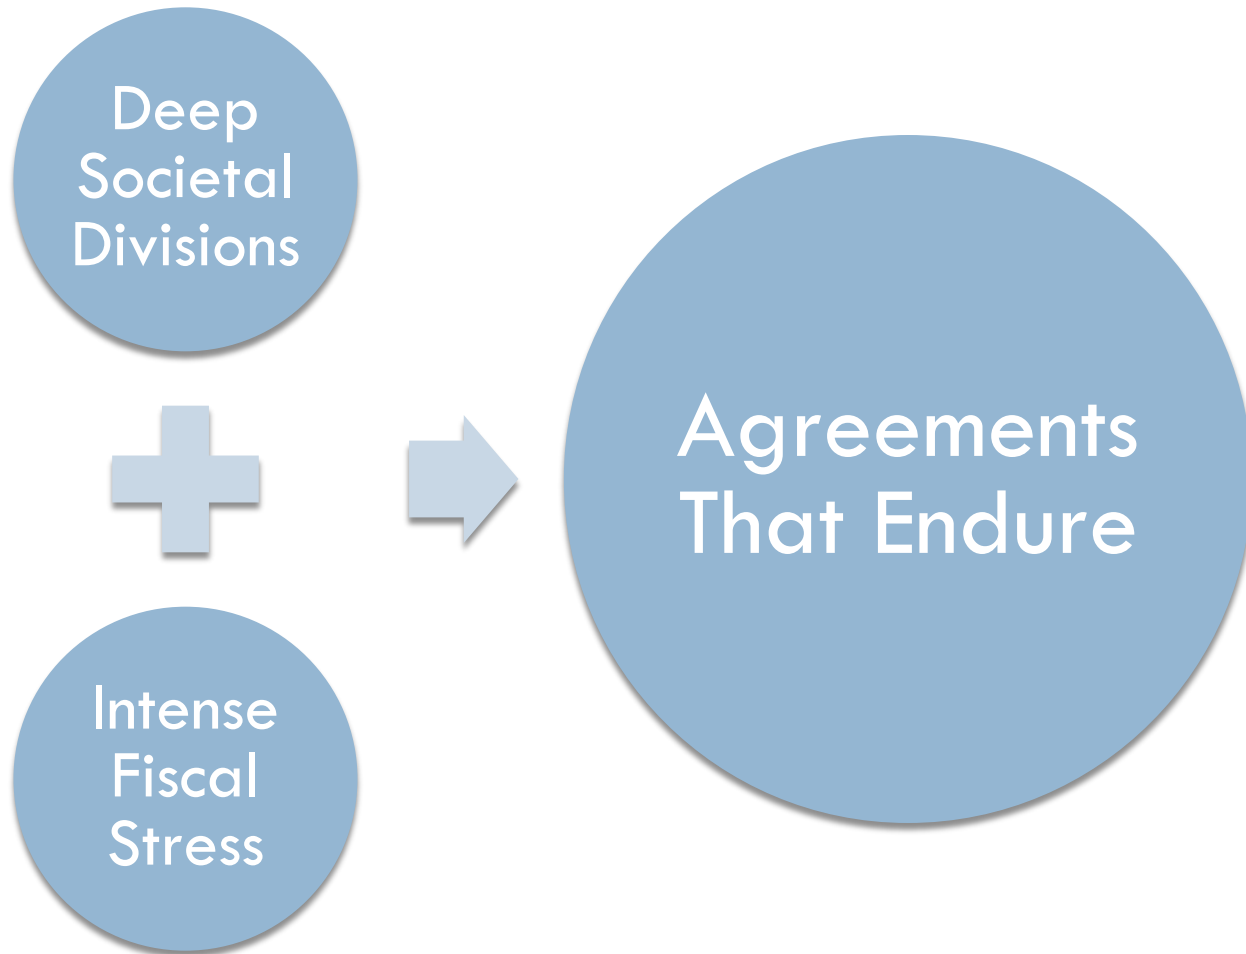 Deep
Societal
Divisions
Intense
Fiscal
Stress
Agreements
That Endure